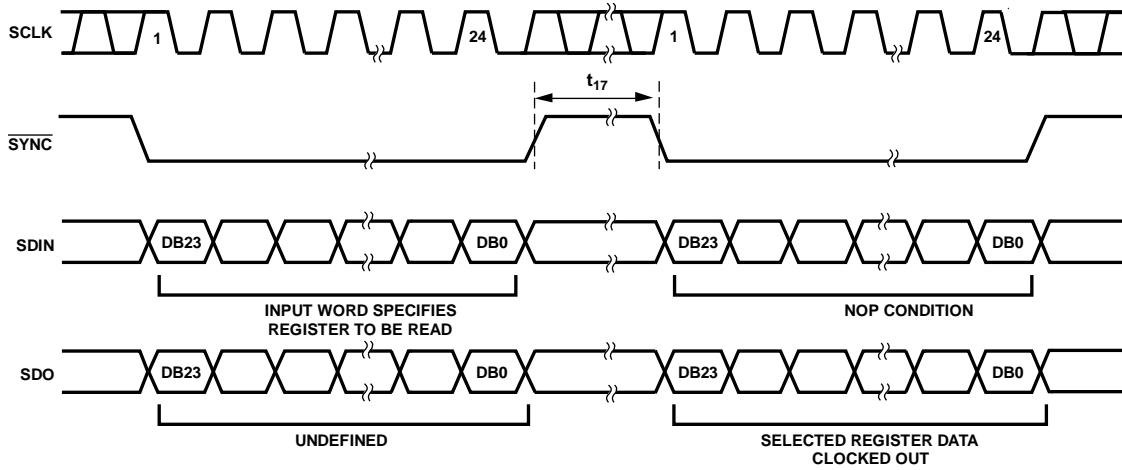 SCLK
1
24
1
24
t17
SYNC
SDIN
DB23
DB0
DB23
DB0
INPUT WORD SPECIFIES
REGISTER TO BE READ
NOP CONDITION
SDO
DB23
DB0
DB23
DB0
UNDEFINED
SELECTED REGISTER DATA
CLOCKED OUT